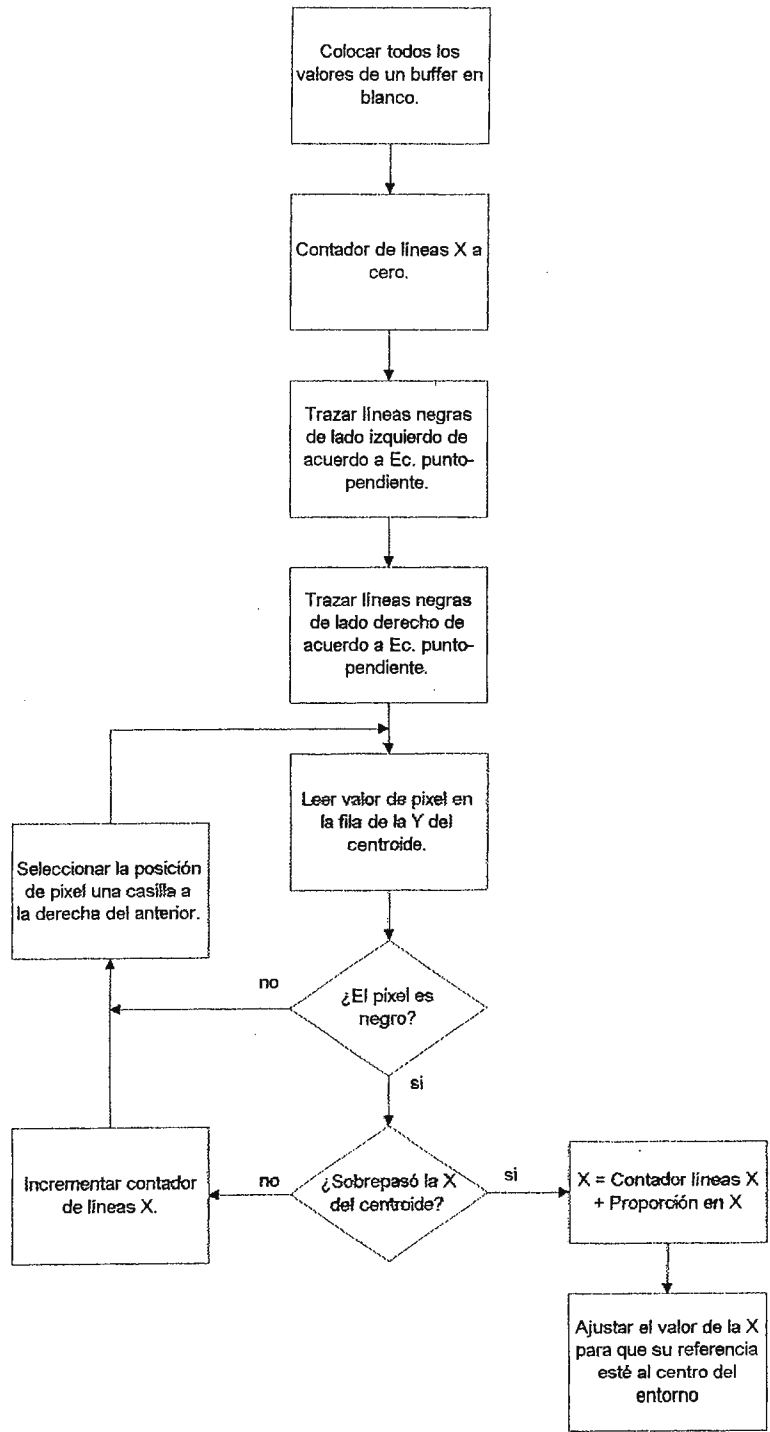 Colocar todos los
valores de un buffer en
blanco.
Contador de líneas X a
cero.
Trazar líneas negras
de lado izquierdo de
acuerdo a Ec. punto-
pendiente.
Trazar líneas negras
de lado derecho de
acuerdo a Ec. punto-
pendiente.
Leer valor de pixel en
la fila de la Y del
centroide.
Seleccionar la posición
de pixel una casilla a
la derecha del anterior.
no
¿El pixel es
negro?
si
Incrementar contador
de líneas X.
no
¿Sobrepasó la X
del centroide?
si
X = Contador líneas X
+ Proporción en X
Ajustar el valor de la X
para que su referencia
esté al centro del
entorno